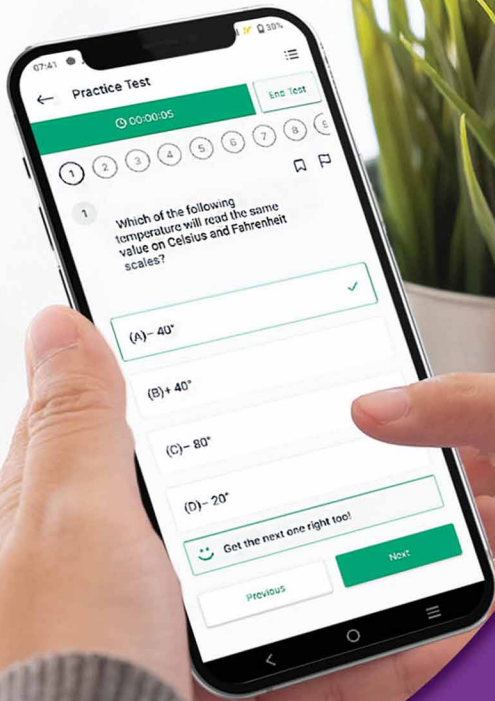 07:41 30%
Practice Test
00:00:05 End Test
1 2 3 4 5 6 7 8 9
1
Which of the following
temperature will read the same
value on Celsius and Fahrenheit
scales?
(A)– 40°
(B)+ 40°
(C)– 80°
(D)– 20°
Get the next one right too!
Previous Next